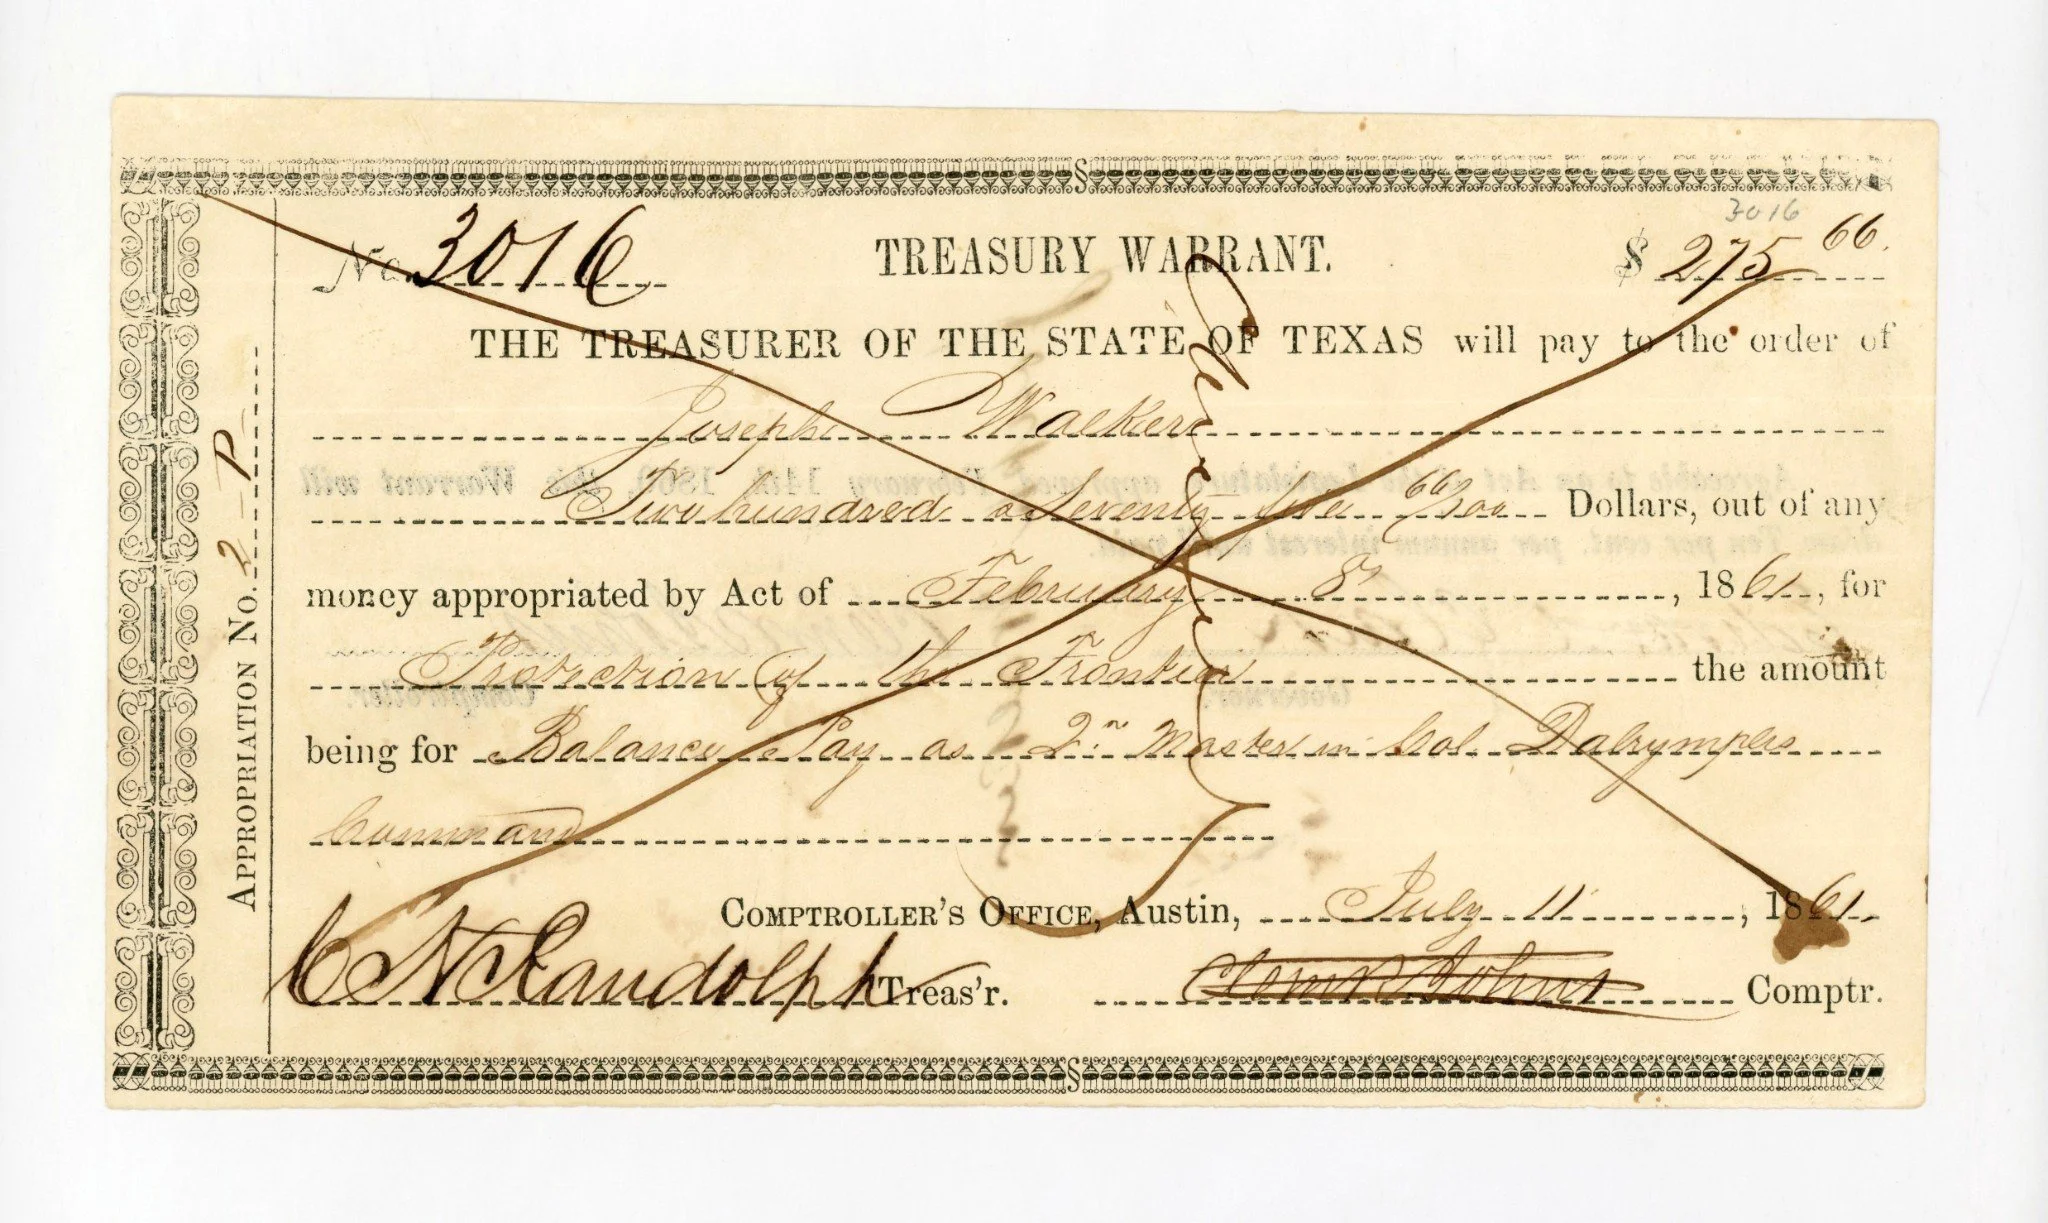 3016
No. 3016 TREASURY WARRANT. $ 275 66.
THE TREASURER OF THE STATE OF TEXAS will pay to the order of
Joseph Walker
Two hundred & Seventy five 66/100 Dollars, out of any
money appropriated by Act of February 8", 1861, for
Protection of the Frontier the amount
being for Balance Pay as Qr. Master in Col Dalrymples
Command
COMPTROLLER'S OFFICE, Austin, July 11, 1861.
C H Randolph Treas'r. Clem R Johns Comptr.
APPROPRIATION No. 2 P